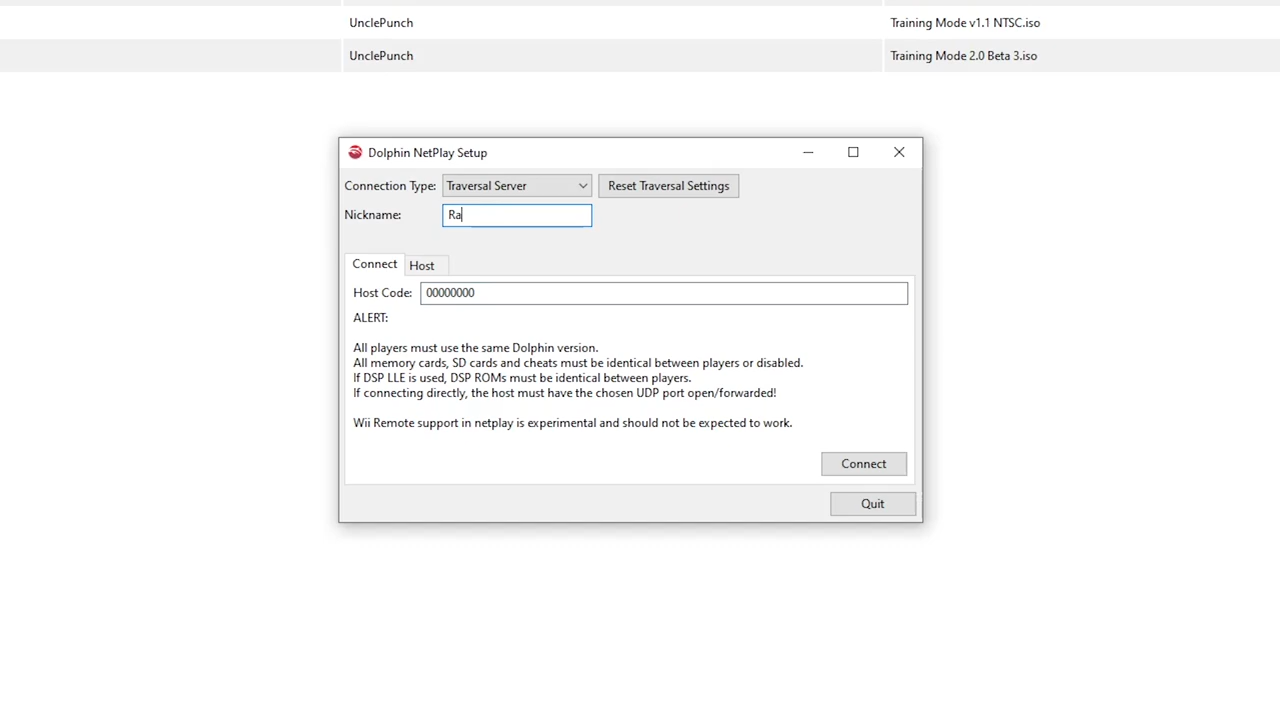 UnclePunch Training Mode v1.1 NTSC.iso
UnclePunch Training Mode 2.0 Beta 3.iso
Dolphin NetPlay Setup
Connection Type: Traversal Server Reset Traversal Settings
Nickname: Ra
Connect Host
Host Code: 00000000
ALERT:
All players must use the same Dolphin version.
All memory cards, SD cards and cheats must be identical between players or disabled.
If DSP LLE is used, DSP ROMs must be identical between players.
If connecting directly, the host must have the chosen UDP port open/forwarded!
Wii Remote support in netplay is experimental and should not be expected to work.
Connect
Quit